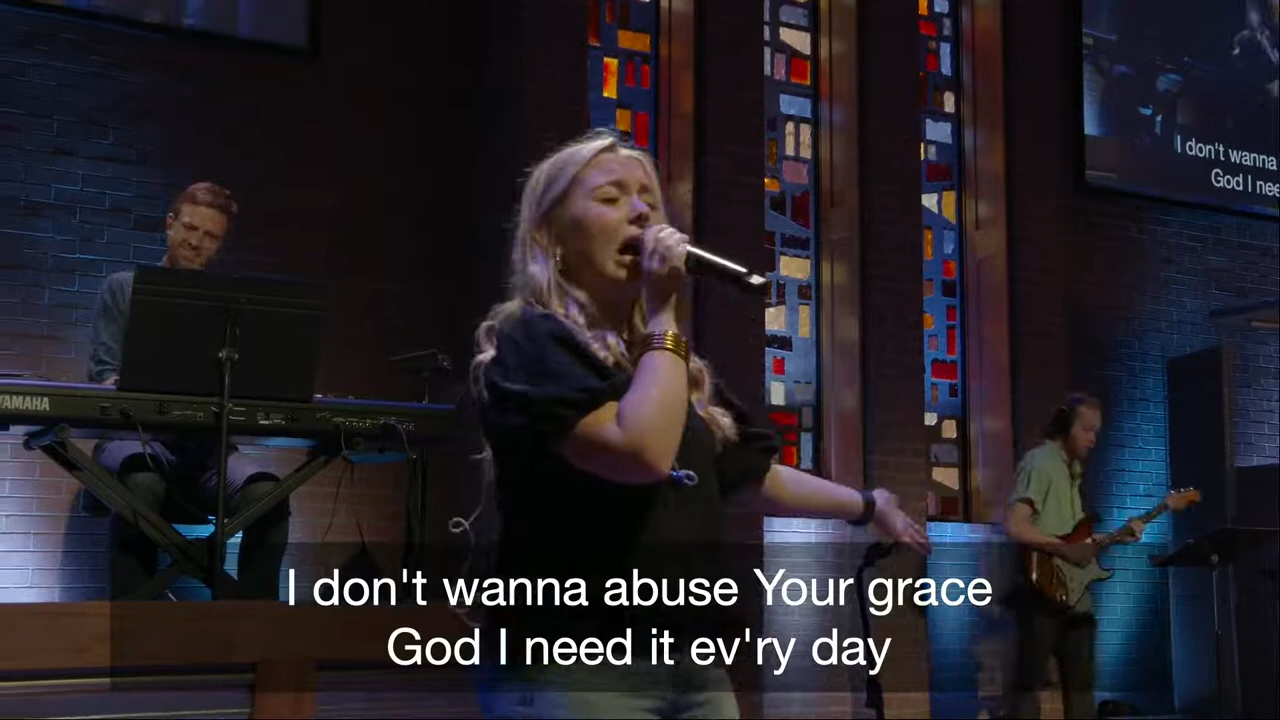 I don't wanna
God I nee
YAMAHA
I don't wanna abuse Your grace
God I need it ev'ry day